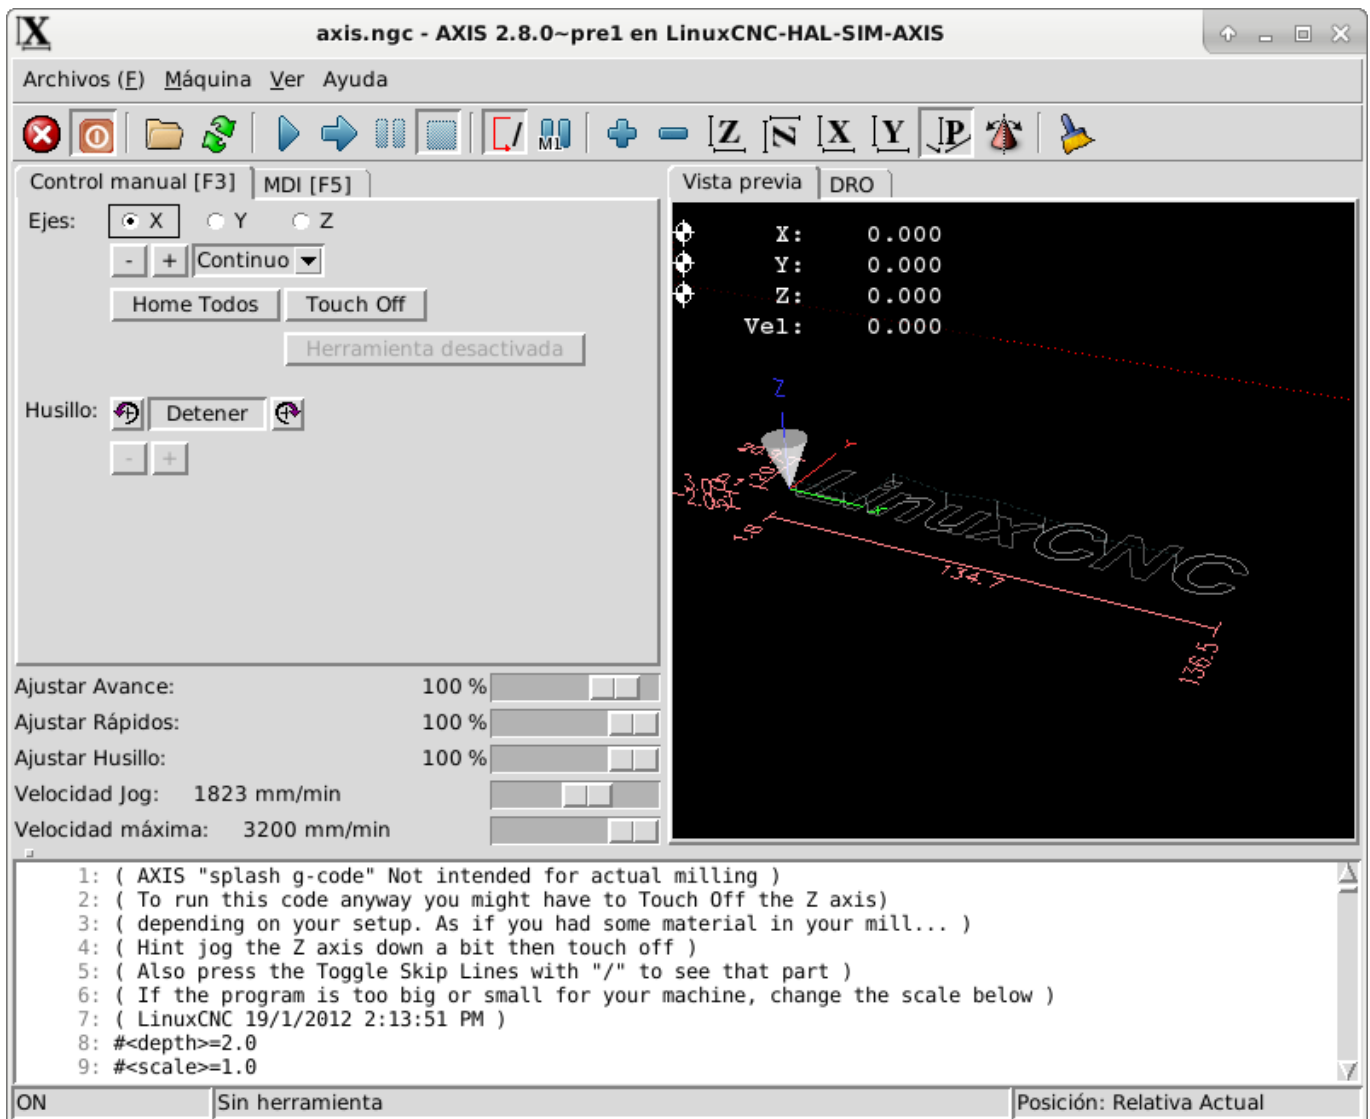 axis.ngc - AXIS 2.8.0~pre1 en LinuxCNC-HAL-SIM-AXIS
Archivos (F) Máquina Ver Ayuda
M1 Z N X Y P
Control manual [F3] MDI [F5]
Ejes: X Y Z
- + Continuo
Home Todos Touch Off
Herramienta desactivada
Husillo: Detener
- +
Ajustar Avance: 100 %
Ajustar Rápidos: 100 %
Ajustar Husillo: 100 %
Velocidad Jog: 1823 mm/min
Velocidad máxima: 3200 mm/min
Vista previa DRO
X: 0.000
Y: 0.000
Z: 0.000
Vel: 0.000
Z
Y
X
LinuxCNC
134.7
136.5
1: ( AXIS "splash g-code" Not intended for actual milling )
2: ( To run this code anyway you might have to Touch Off the Z axis)
3: ( depending on your setup. As if you had some material in your mill... )
4: ( Hint jog the Z axis down a bit then touch off )
5: ( Also press the Toggle Skip Lines with "/" to see that part )
6: ( If the program is too big or small for your machine, change the scale below )
7: ( LinuxCNC 19/1/2012 2:13:51 PM )
8: #<depth>=2.0
9: #<scale>=1.0
ON Sin herramienta Posición: Relativa Actual